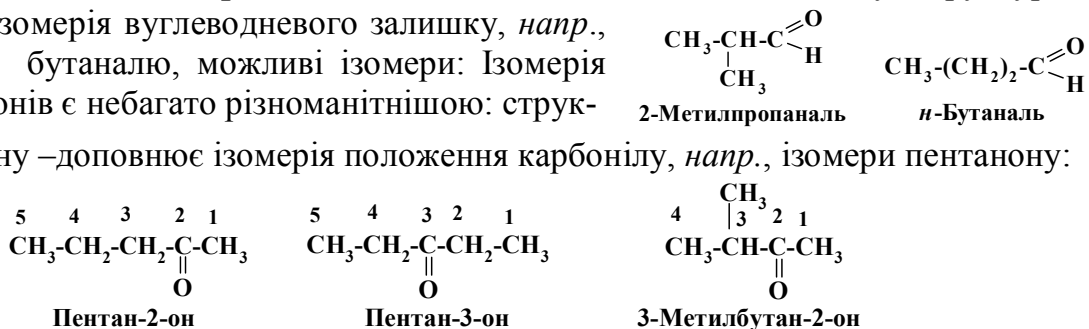 ізомерія вуглеводневого залишку, напр.,
бутаналю, можливі ізомери: Ізомерія
онів є небагато різноманітнішою: струк-
CH3-CH-C
O
H
CH3
2-Метилпропаналь
CH3-(CH2)2-C
O
H
н-Бутаналь
ну –доповнює ізомерія положення карбонілу, напр., ізомери пентанону:
5 4 3 2 1
CH3-CH2-CH2-C-CH3
O
Пентан-2-он
5 4 3 2 1
CH3-CH2-C-CH2-CH3
O
Пентан-3-он
CH3
4 3 2 1
CH3-CH-C-CH3
O
3-Метилбутан-2-он